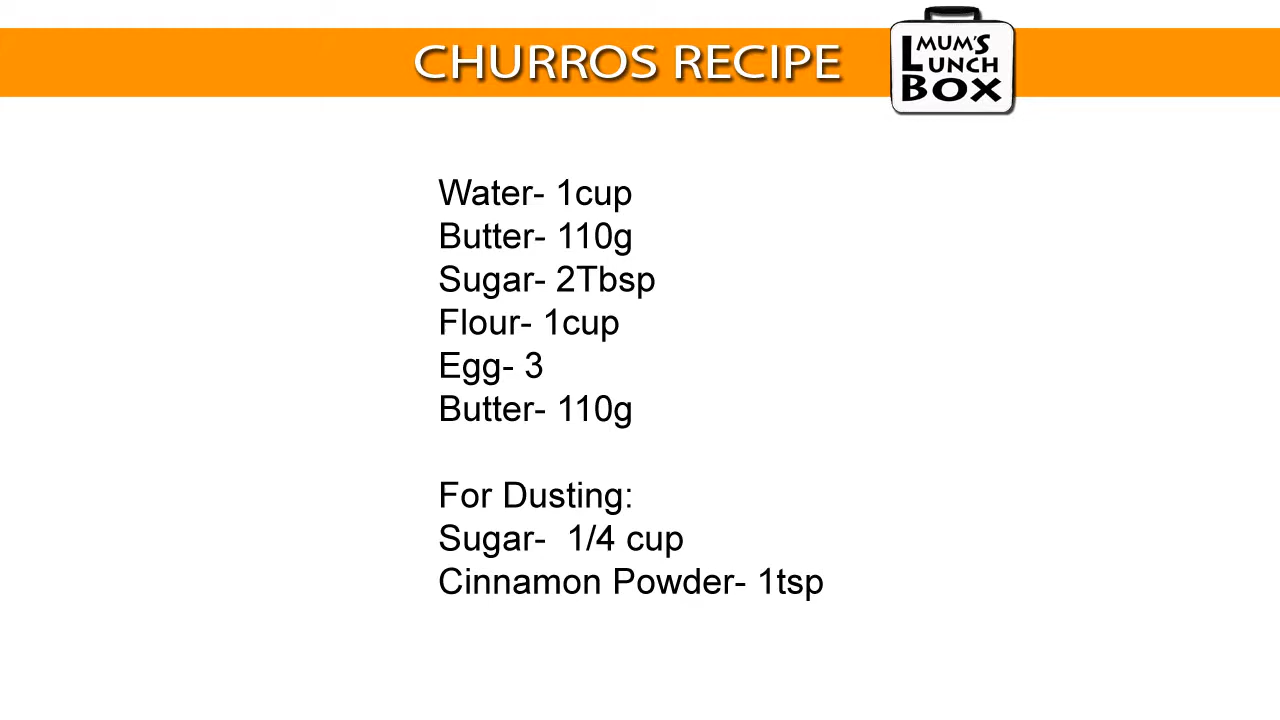 CHURROS RECIPE
MUM'S
LUNCH
BOX
Water- 1cup
Butter- 110g
Sugar- 2Tbsp
Flour- 1cup
Egg- 3
Butter- 110g
For Dusting:
Sugar-  1/4 cup
Cinnamon Powder- 1tsp